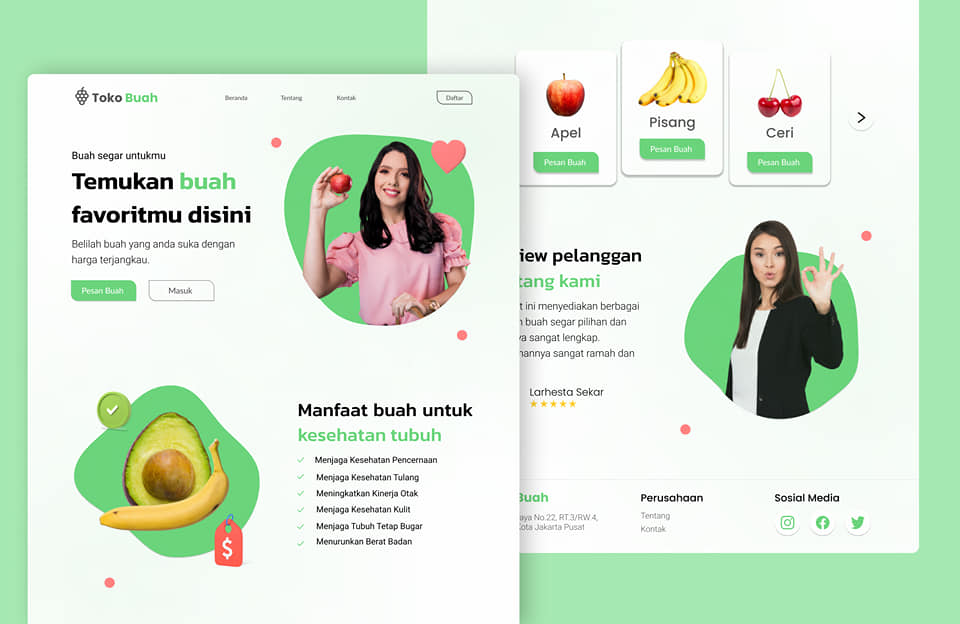 Toko Buah
Beranda
Tentang
Kontak
Daftar
Buah segar untukmu
Temukan buah
favoritmu disini
Belilah buah yang anda suka dengan
harga terjangkau.
Pesan Buah
Masuk
Manfaat buah untuk
kesehatan tubuh
Menjaga Kesehatan Pencernaan
Menjaga Kesehatan Tulang
Meningkatkan Kinerja Otak
Menjaga Kesehatan Kulit
Menjaga Tubuh Tetap Bugar
Menurunkan Berat Badan
$
Apel
Pesan Buah
Pisang
Pesan Buah
Ceri
Pesan Buah
iew pelanggan
tang kami
t ini menyediakan berbagai
n buah segar pilihan dan
ya sangat lengkap.
nannya sangat ramah dan
Larhesta Sekar
Buah
aya No.22, RT.3/RW 4,
Kota Jakarta Pusat
Perusahaan
Tentang
Kontak
Sosial Media